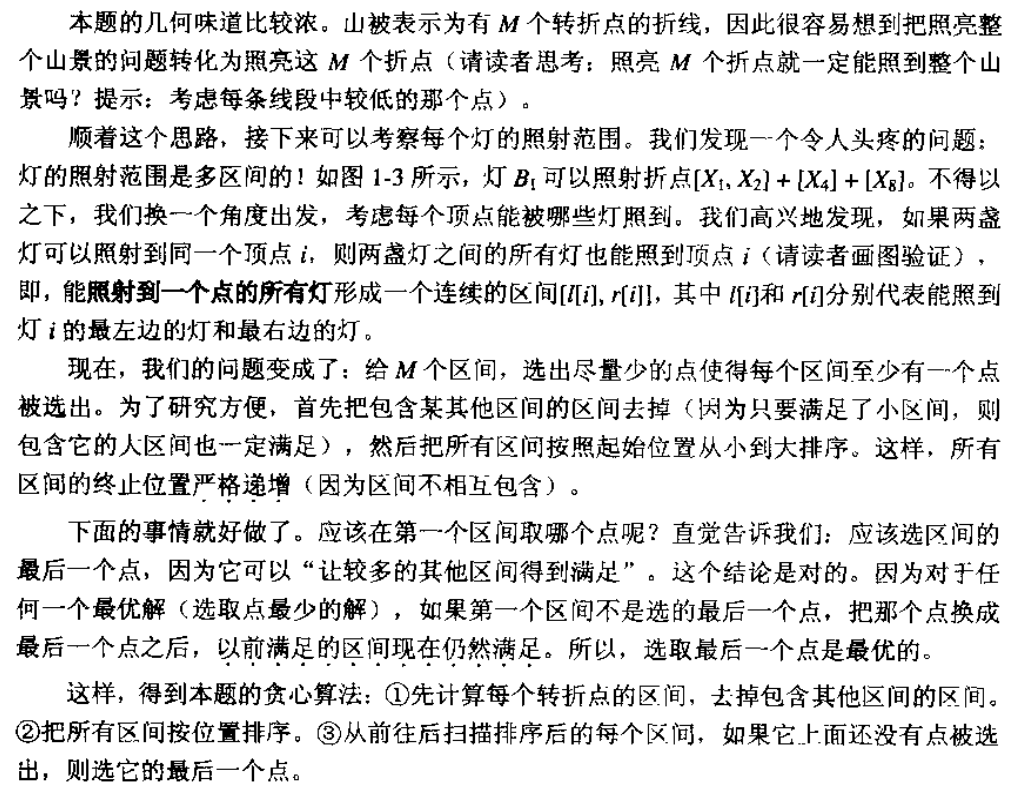 本题的几何味道比较浓。山被表示为有 M 个转折点的折线，因此很容易想到把照亮整
个山景的问题转化为照亮这 M 个折点（请读者思考：照亮 M 个折点就一定能照到整个山
景吗？提示：考虑每条线段中较低的那个点）。
顺着这个思路，接下来可以考察每个灯的照射范围。我们发现一个令人头疼的问题：
灯的照射范围是多区间的！如图 1-3 所示，灯 B₁ 可以照射折点[X₁, X₂] + [X₄] + [X₈]。不得以
之下，我们换一个角度出发，考虑每个顶点能被哪些灯照到。我们高兴地发现，如果两盏
灯可以照射到同一个顶点 i，则两盏灯之间的所有灯也能照到顶点 i（请读者画图验证），
即，能照射到一个点的所有灯形成一个连续的区间[l[i], r[i]]，其中 l[i]和 r[i]分别代表能照到
灯 i 的最左边的灯和最右边的灯。
现在，我们的问题变成了：给 M 个区间，选出尽量少的点使得每个区间至少有一个点
被选出。为了研究方便，首先把包含某其他区间的区间去掉（因为只要满足了小区间，则
包含它的大区间也一定满足），然后把所有区间按照起始位置从小到大排序。这样，所有
区间的终止位置严格递增（因为区间不相互包含）。
下面的事情就好做了。应该在第一个区间取哪个点呢？直觉告诉我们：应该选区间的
最后一个点，因为它可以“让较多的其他区间得到满足”。这个结论是对的。因为对于任
何一个最优解（选取点最少的解），如果第一个区间不是选的最后一个点，把那个点换成
最后一个点之后，以前满足的区间现在仍然满足。所以，选取最后一个点是最优的。
这样，得到本题的贪心算法：①先计算每个转折点的区间，去掉包含其他区间的区间。
②把所有区间按位置排序。③从前往后扫描排序后的每个区间，如果它上面还没有点被选
出，则选它的最后一个点。